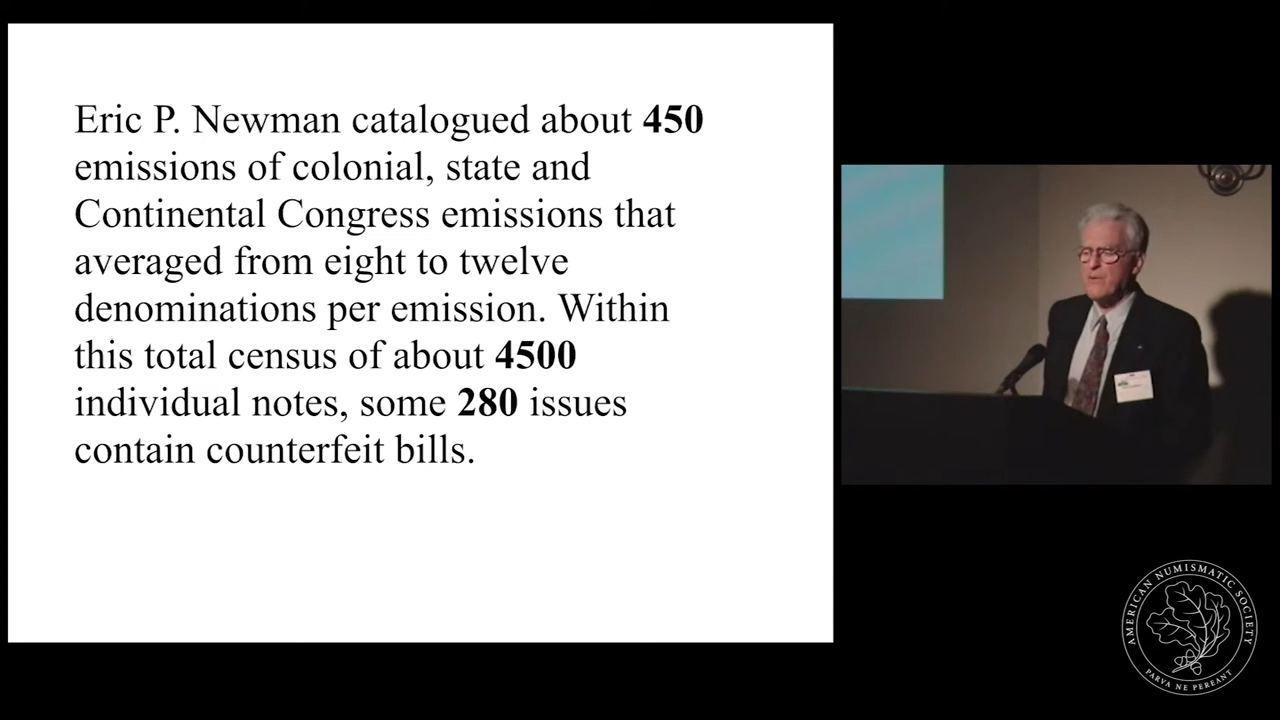 Eric P. Newman catalogued about 450
emissions of colonial, state and
Continental Congress emissions that
averaged from eight to twelve
denominations per emission. Within
this total census of about 4500
individual notes, some 280 issues
contain counterfeit bills.
AMERICAN NUMISMATIC SOCIETY
PARVA NE PEREANT